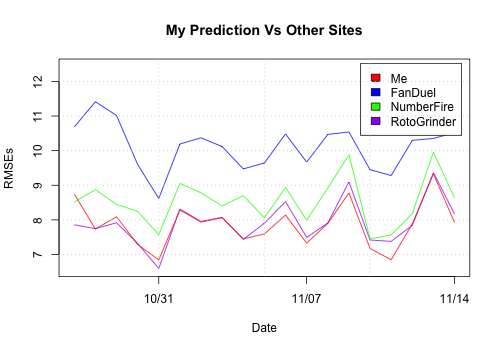 My Prediction Vs Other Sites
Me
FanDuel
NumberFire
RotoGrinder
RMSEs
12
11
10
9
8
7
10/31
11/07
11/14
Date